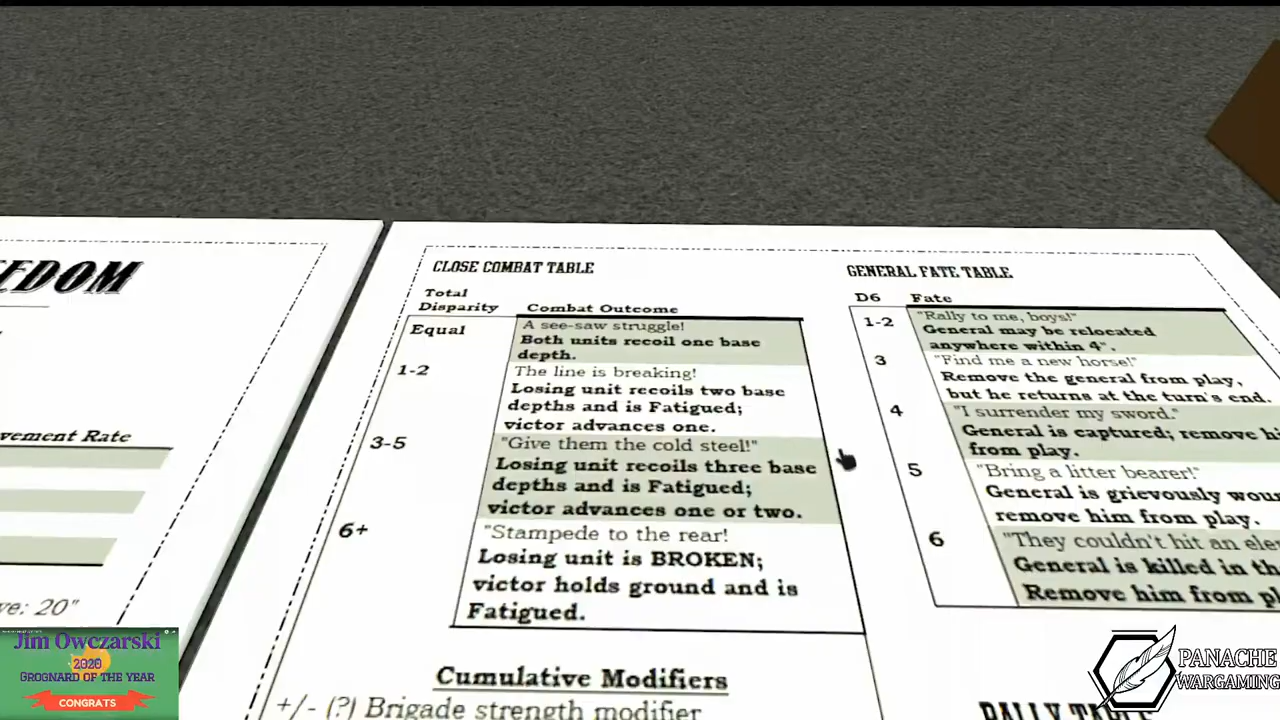 EEDOM
vement Rate
ve: 20"
CLOSE COMBAT TABLE
Total
Disparity Combat Outcome
Equal
A see-saw struggle!
Both units recoil one base
depth.
1-2
The line is breaking!
Losing unit recoils two base
depths and is Fatigued;
victor advances one.
3-5
"Give them the cold steel!"
Losing unit recoils three base
depths and is Fatigued;
victor advances one or two.
6+
"Stampede to the rear!
Losing unit is BROKEN;
victor holds ground and is
Fatigued.
Cumulative Modifiers
+/- (?) Brigade strength modifier
GENERAL FATE TABLE
D6 Fate
1-2
"Rally to me, boys!"
General may be relocated
anywhere within 4".
3
"Find me a new horse!"
Remove the general from play,
but he returns at the turn's end.
4
"I surrender my sword."
General is captured; remove hi
from play.
5
"Bring a litter bearer!"
General is grievously wou
remove him from play.
6
"They couldn't hit an ele
General is killed in th
Remove him from pl
RALLY TABLE
Jim Owczarski
2020
GROGNARD OF THE YEAR
CONGRATS
PANACHE
WARGAMING